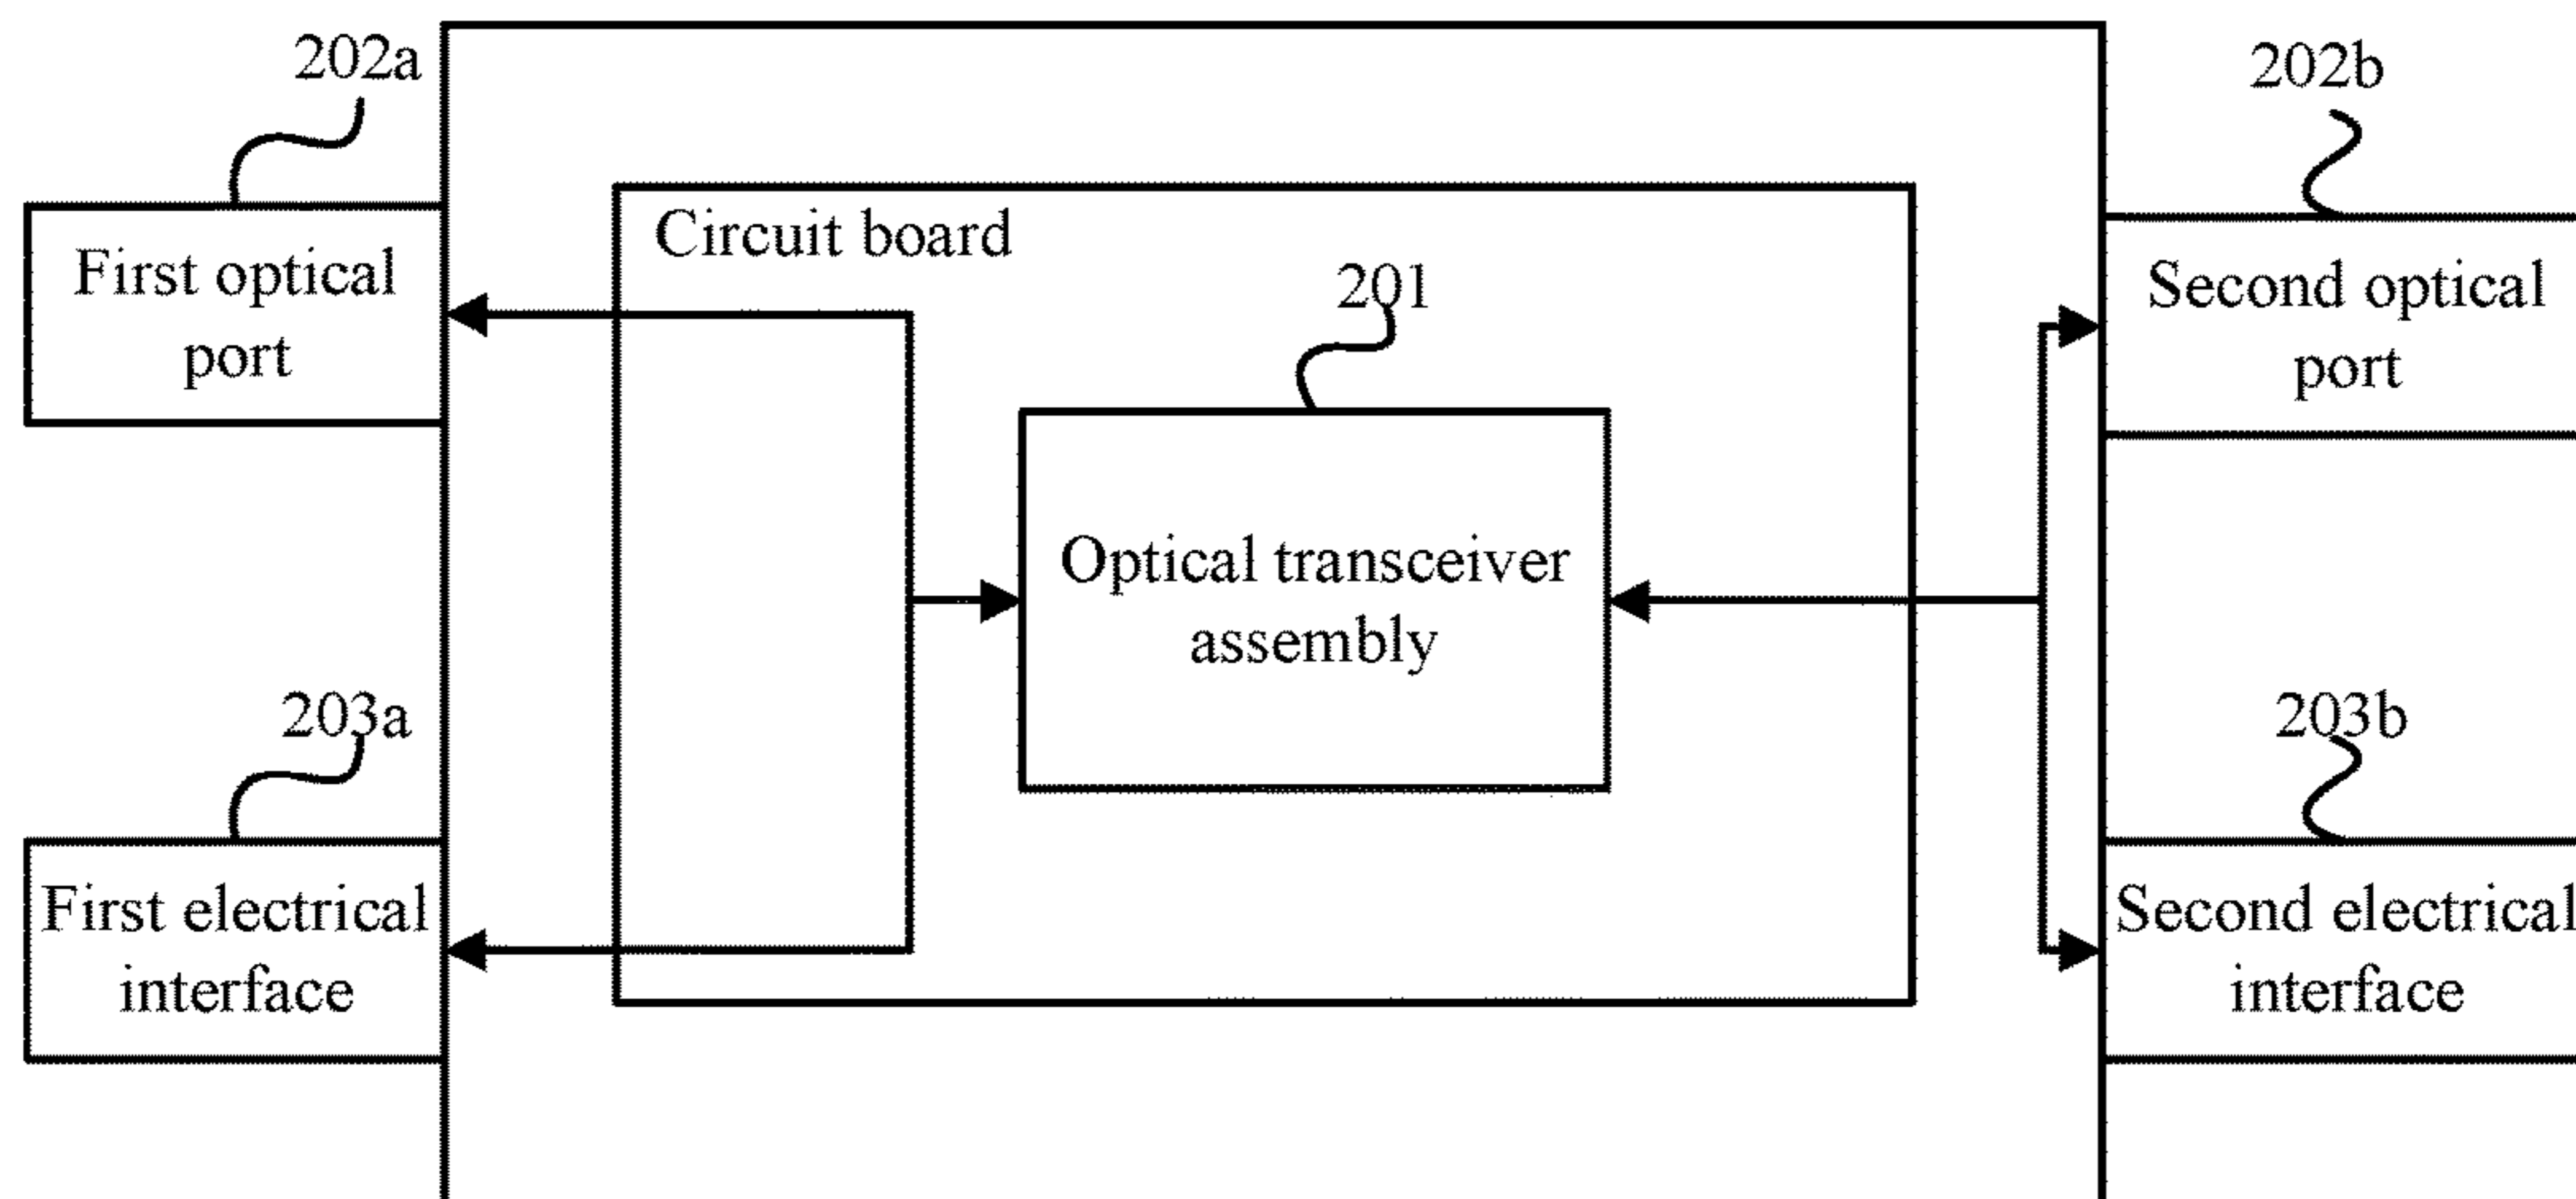 202a
202b
First optical
port
Circuit board
201
Second optical
port
Optical transceiver
assembly
203a
203b
First electrical
interface
Second electrical
interface